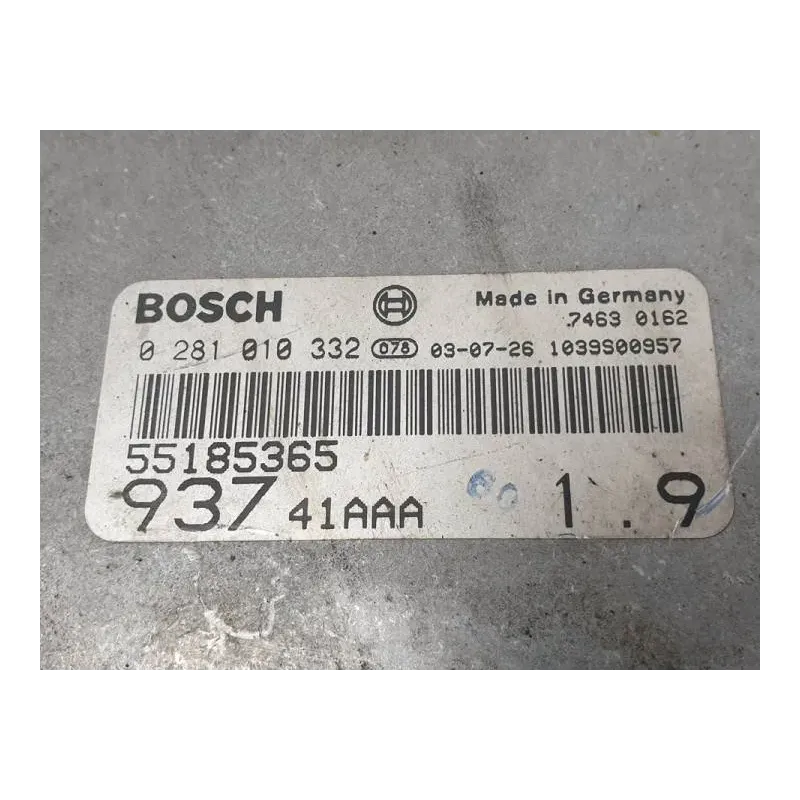 BOSCH Made in Germany
7463 0162
0 281 010 332 078 03-07-26 1039S00957
55185365
937 41AAA 1.9